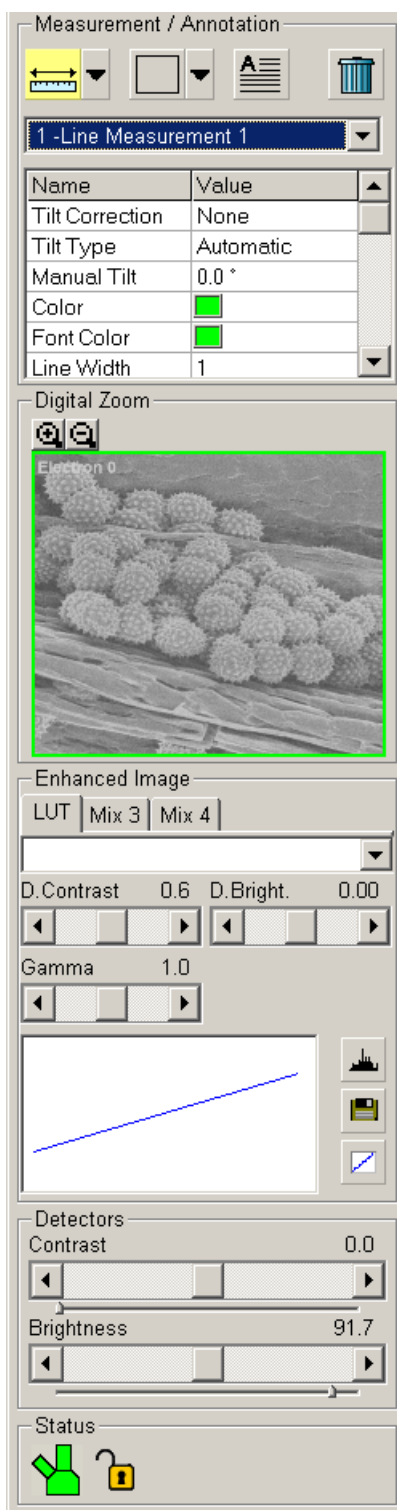 Measurement / Annotation
A
1 -Line Measurement 1
Name Value
Tilt Correction None
Tilt Type Automatic
Manual Tilt 0.0 °
Color
Font Color
Line Width 1
Digital Zoom
Electron 0
Enhanced Image
LUT Mix 3 Mix 4
D.Contrast 0.6 D.Bright. 0.00
Gamma 1.0
Detectors
Contrast 0.0
Brightness 91.7
Status